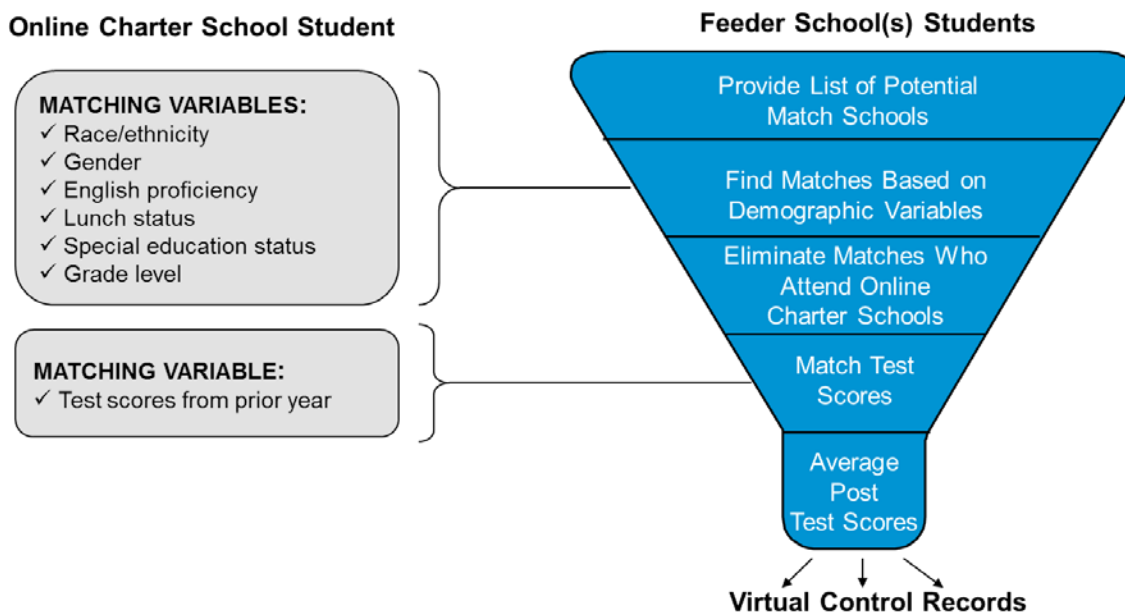 Online Charter School Student
MATCHING VARIABLES:
✓ Race/ethnicity
✓ Gender
✓ English proficiency
✓ Lunch status
✓ Special education status
✓ Grade level
MATCHING VARIABLE:
✓ Test scores from prior year
Feeder School(s) Students
Provide List of Potential
Match Schools
Find Matches Based on
Demographic Variables
Eliminate Matches Who
Attend Online
Charter Schools
Match Test
Scores
Average
Post
Test Scores
Virtual Control Records